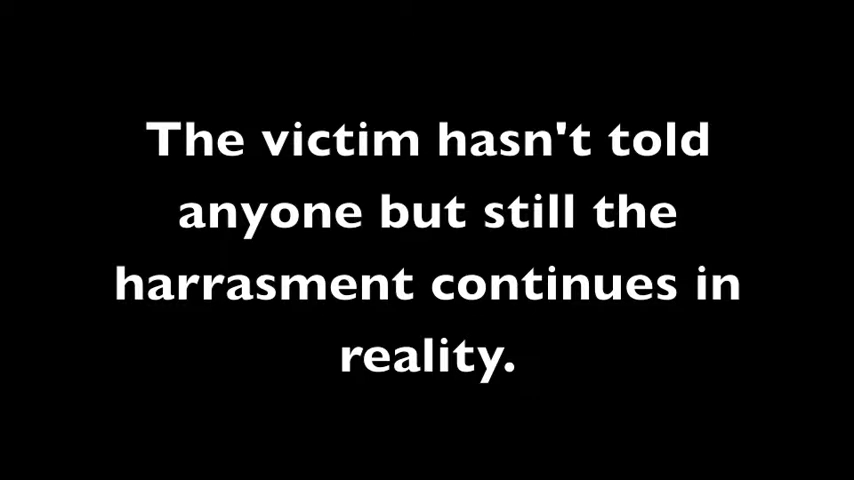 The victim hasn't told
anyone but still the
harrasment continues in
reality.